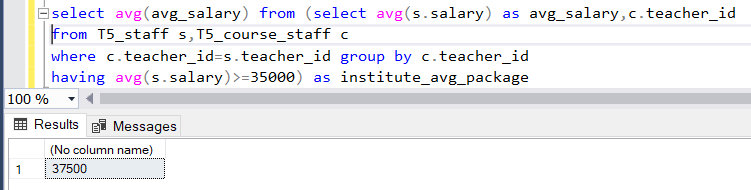 select avg(avg_salary) from (select avg(s.salary) as avg_salary,c.teacher_id
from T5_staff s,T5_course_staff c
where c.teacher_id=s.teacher_id group by c.teacher_id
having avg(s.salary)>=35000) as institute_avg_package
100 %
Results Messages
(No column name)
1 37500